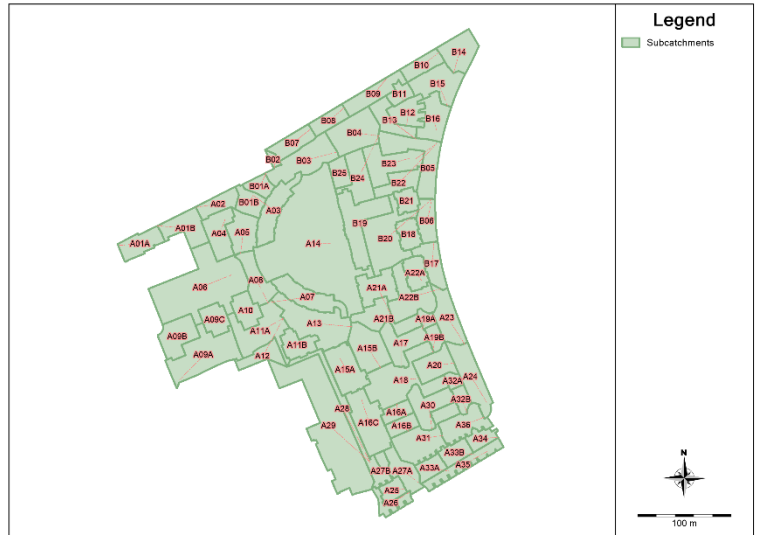 Legend
Subcatchments
B14
B10
B15
B09
B11
B12
B13
B16
B08
B04
B07
B02
B03
B23
B05
B25
B24
B22
B01A
B01B
A02
A03
B21
B19
B06
A01B
A04
A05
B18
B20
A01A
A14
B17
A22A
A06
A08
A21A
A07
A22B
A10
A09C
A13
A21B
A19A
A23
A11A
A09B
A11B
A17
A19B
A15B
A09A
A12
A15A
A20
A24
A18
A32A
A32B
A30
A28
A16A
A29
A16C
A16B
A36
A31
A34
A33B
A27B
A27A
A33A
A35
A25
A26
N
100 m